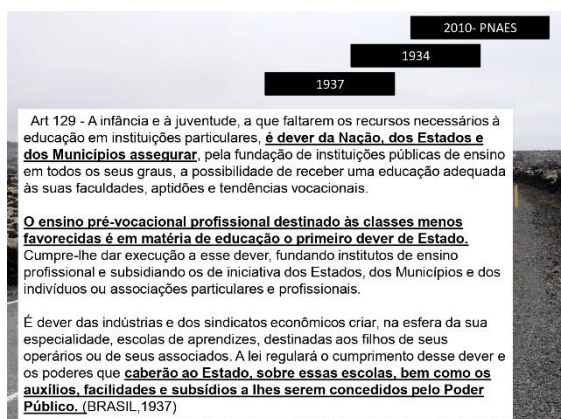 2010- PNAES
1934
1937
Art 129 - A infância e à juventude, a que faltarem os recursos necessários à
educação em instituições particulares, é dever da Nação, dos Estados e
dos Municípios assegurar, pela fundação de instituições públicas de ensino
em todos os seus graus, a possibilidade de receber uma educação adequada
às suas faculdades, aptidões e tendências vocacionais.
O ensino pré-vocacional profissional destinado às classes menos
favorecidas é em matéria de educação o primeiro dever de Estado.
Cumpre-lhe dar execução a esse dever, fundando institutos de ensino
profissional e subsidiando os de iniciativa dos Estados, dos Municípios e dos
indivíduos ou associações particulares e profissionais.
É dever das indústrias e dos sindicatos econômicos criar, na esfera da sua
especialidade, escolas de aprendizes, destinadas aos filhos de seus
operários ou de seus associados. A lei regulará o cumprimento desse dever e
os poderes que caberão ao Estado, sobre essas escolas, bem como os
auxílios, facilidades e subsídios a lhes serem concedidos pelo Poder
Público. (BRASIL,1937)